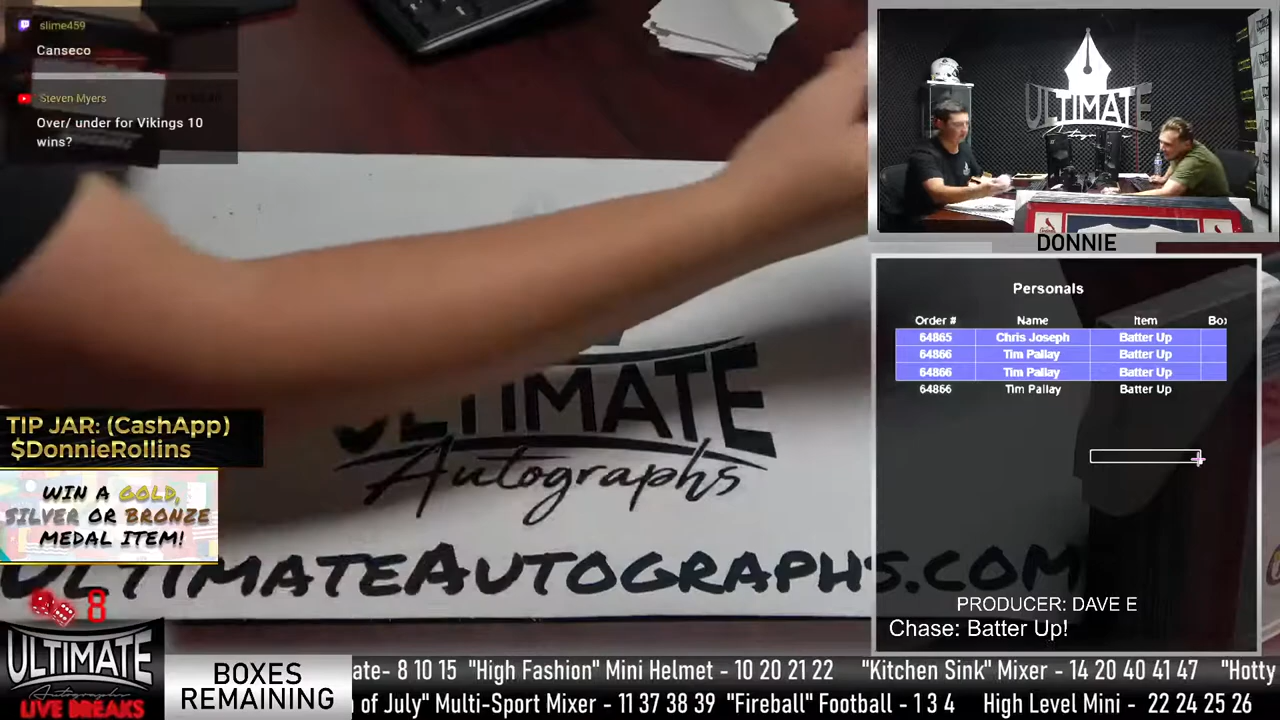 slime459
Canseco
Steven Myers
Over/ under for Vikings 10
wins?
ULTIMATE
DONNIE
Personals
Order # Name Item Box
64865 Chris Joseph Batter Up
64866 Tim Pallay Batter Up
64866 Tim Pallay Batter Up
64866 Tim Pallay Batter Up
PRODUCER: DAVE E
Chase: Batter Up!
ULTIMATE
Autographs
ULTIMATEAUTOGRAPHS.COM
TIP JAR: (CashApp)
$DonnieRollins
WIN A GOLD,
SILVER OR BRONZE
MEDAL ITEM!
8
ULTIMATE
Autographs
LIVE BREAKS
BOXES
REMAINING
ate- 8 10 15 "High Fashion" Mini Helmet - 10 20 21 22 "Kitchen Sink" Mixer - 14 20 40 41 47 "Hotty
of July" Multi-Sport Mixer - 11 37 38 39 "Fireball" Football - 1 3 4 High Level Mini - 22 24 25 26